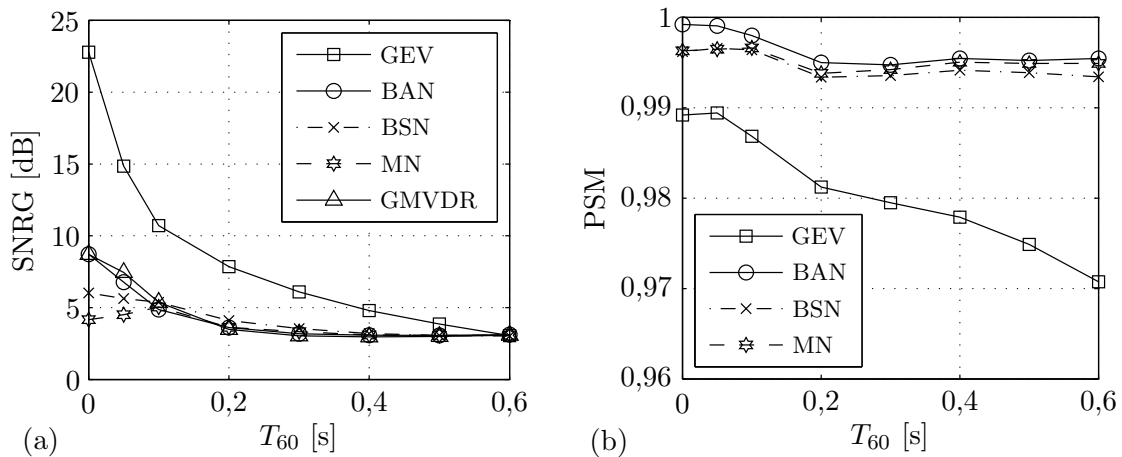 SNRG [dB]
25
20
15
10
5
0
0
0,2
0,4
0,6
T60 [s]
GEV
BAN
BSN
MN
GMVDR
(a)
PSM
1
0,99
0,98
0,97
0,96
0
0,2
0,4
0,6
T60 [s]
GEV
BAN
BSN
MN
(b)